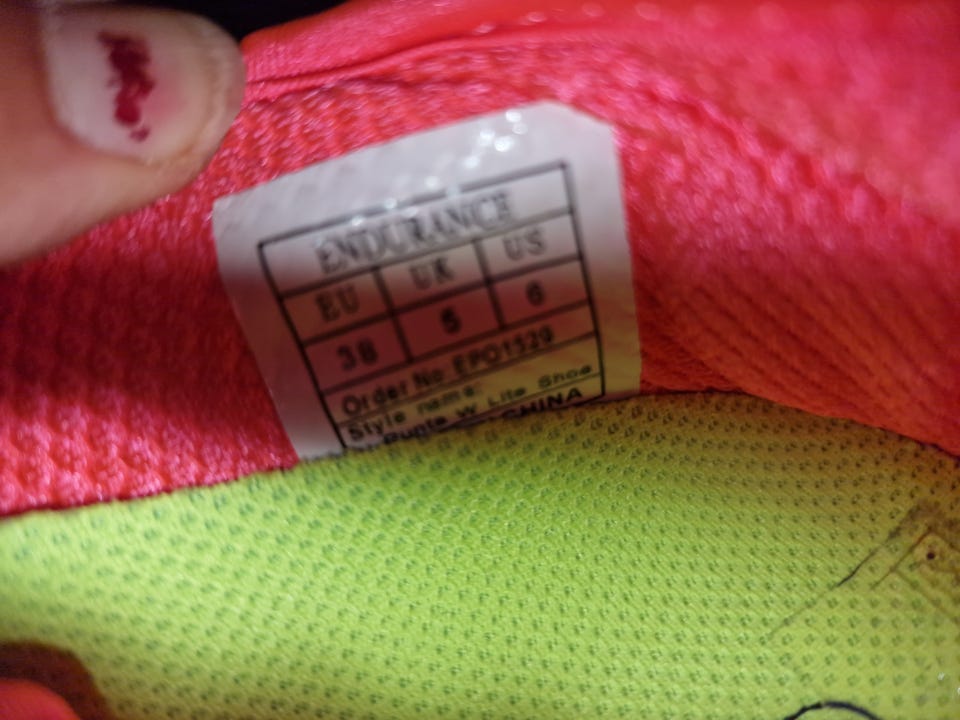 ENDURANCE
EU UK US
38 5 6
Order No EPO1529
Style name:
W Lite Shoe
CHINA